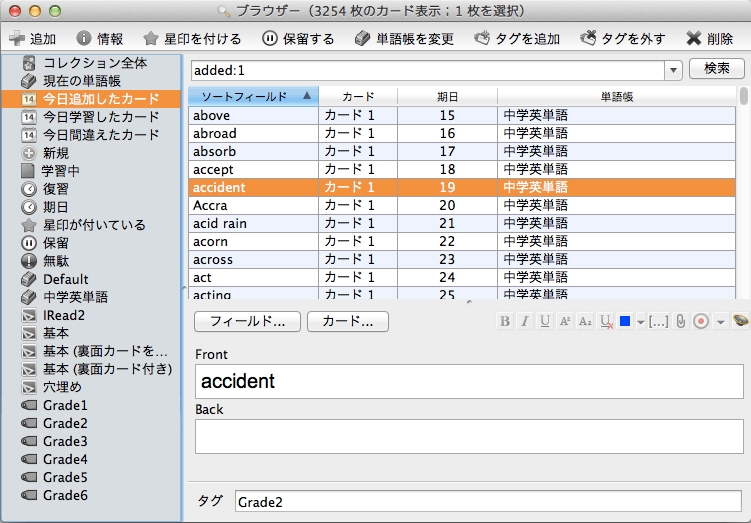 ブラウザー（3254 枚のカード表示；1 枚を選択）
追加 情報 星印を付ける 保留する 単語帳を変更 タグを追加 タグを外す 削除
コレクション全体
現在の単語帳
今日追加したカード
今日学習したカード
今日間違えたカード
新規
学習中
復習
期日
星印が付いている
保留
無駄
Default
中学英単語
IRead2
基本
基本 (裏面カードを...
基本 (裏面カード付き)
穴埋め
Grade1
Grade2
Grade3
Grade4
Grade5
Grade6
added:1 検索
ソートフィールド カード 期日 単語帳
above カード 1 15 中学英単語
abroad カード 1 16 中学英単語
absorb カード 1 17 中学英単語
accept カード 1 18 中学英単語
accident カード 1 19 中学英単語
Accra カード 1 20 中学英単語
acid rain カード 1 21 中学英単語
acorn カード 1 22 中学英単語
across カード 1 23 中学英単語
act カード 1 24 中学英単語
acting カード 1 25 中学英単語
フィールド... カード... B I U A² A₂ U [...]
Front
accident
Back
タグ Grade2